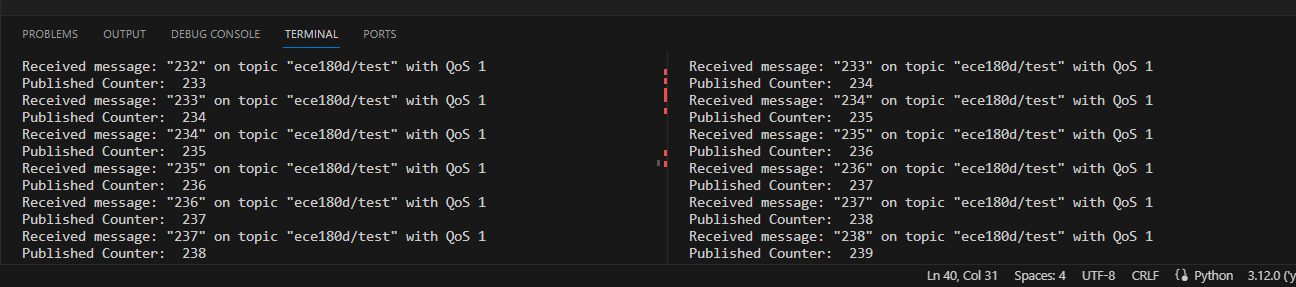 PROBLEMS OUTPUT DEBUG CONSOLE TERMINAL PORTS
Received message: "232" on topic "ece180d/test" with QoS 1
Published Counter:  233
Received message: "233" on topic "ece180d/test" with QoS 1
Published Counter:  234
Received message: "234" on topic "ece180d/test" with QoS 1
Published Counter:  235
Received message: "235" on topic "ece180d/test" with QoS 1
Published Counter:  236
Received message: "236" on topic "ece180d/test" with QoS 1
Published Counter:  237
Received message: "237" on topic "ece180d/test" with QoS 1
Published Counter:  238
Received message: "233" on topic "ece180d/test" with QoS 1
Published Counter:  234
Received message: "234" on topic "ece180d/test" with QoS 1
Published Counter:  235
Received message: "235" on topic "ece180d/test" with QoS 1
Published Counter:  236
Received message: "236" on topic "ece180d/test" with QoS 1
Published Counter:  237
Received message: "237" on topic "ece180d/test" with QoS 1
Published Counter:  238
Received message: "238" on topic "ece180d/test" with QoS 1
Published Counter:  239
Ln 40, Col 31 Spaces: 4 UTF-8 CRLF Python 3.12.0 ('y